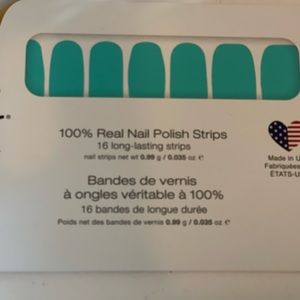 100% Real Nail Polish Strips
16 long-lasting strips
nail strips net wt 0.99 g / 0.035 oz ℮
Bandes de vernis
à ongles véritable à 100%
16 bandes de longue durée
Poids net des bandes de vernis 0.99 g / 0.035 oz ℮
Made in U
Fabriquées
ÉTATS-U